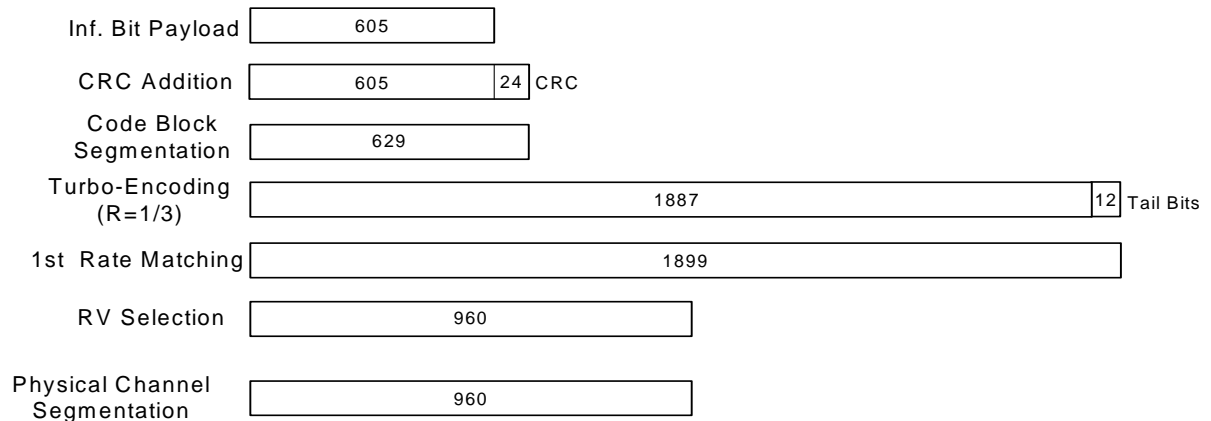 Inf. Bit Payload 605
CRC Addition 605 24 CRC
Code Block
Segmentation 629
Turbo-Encoding
(R=1/3) 1887 12 Tail Bits
1st Rate Matching 1899
RV Selection 960
Physical Channel
Segmentation 960